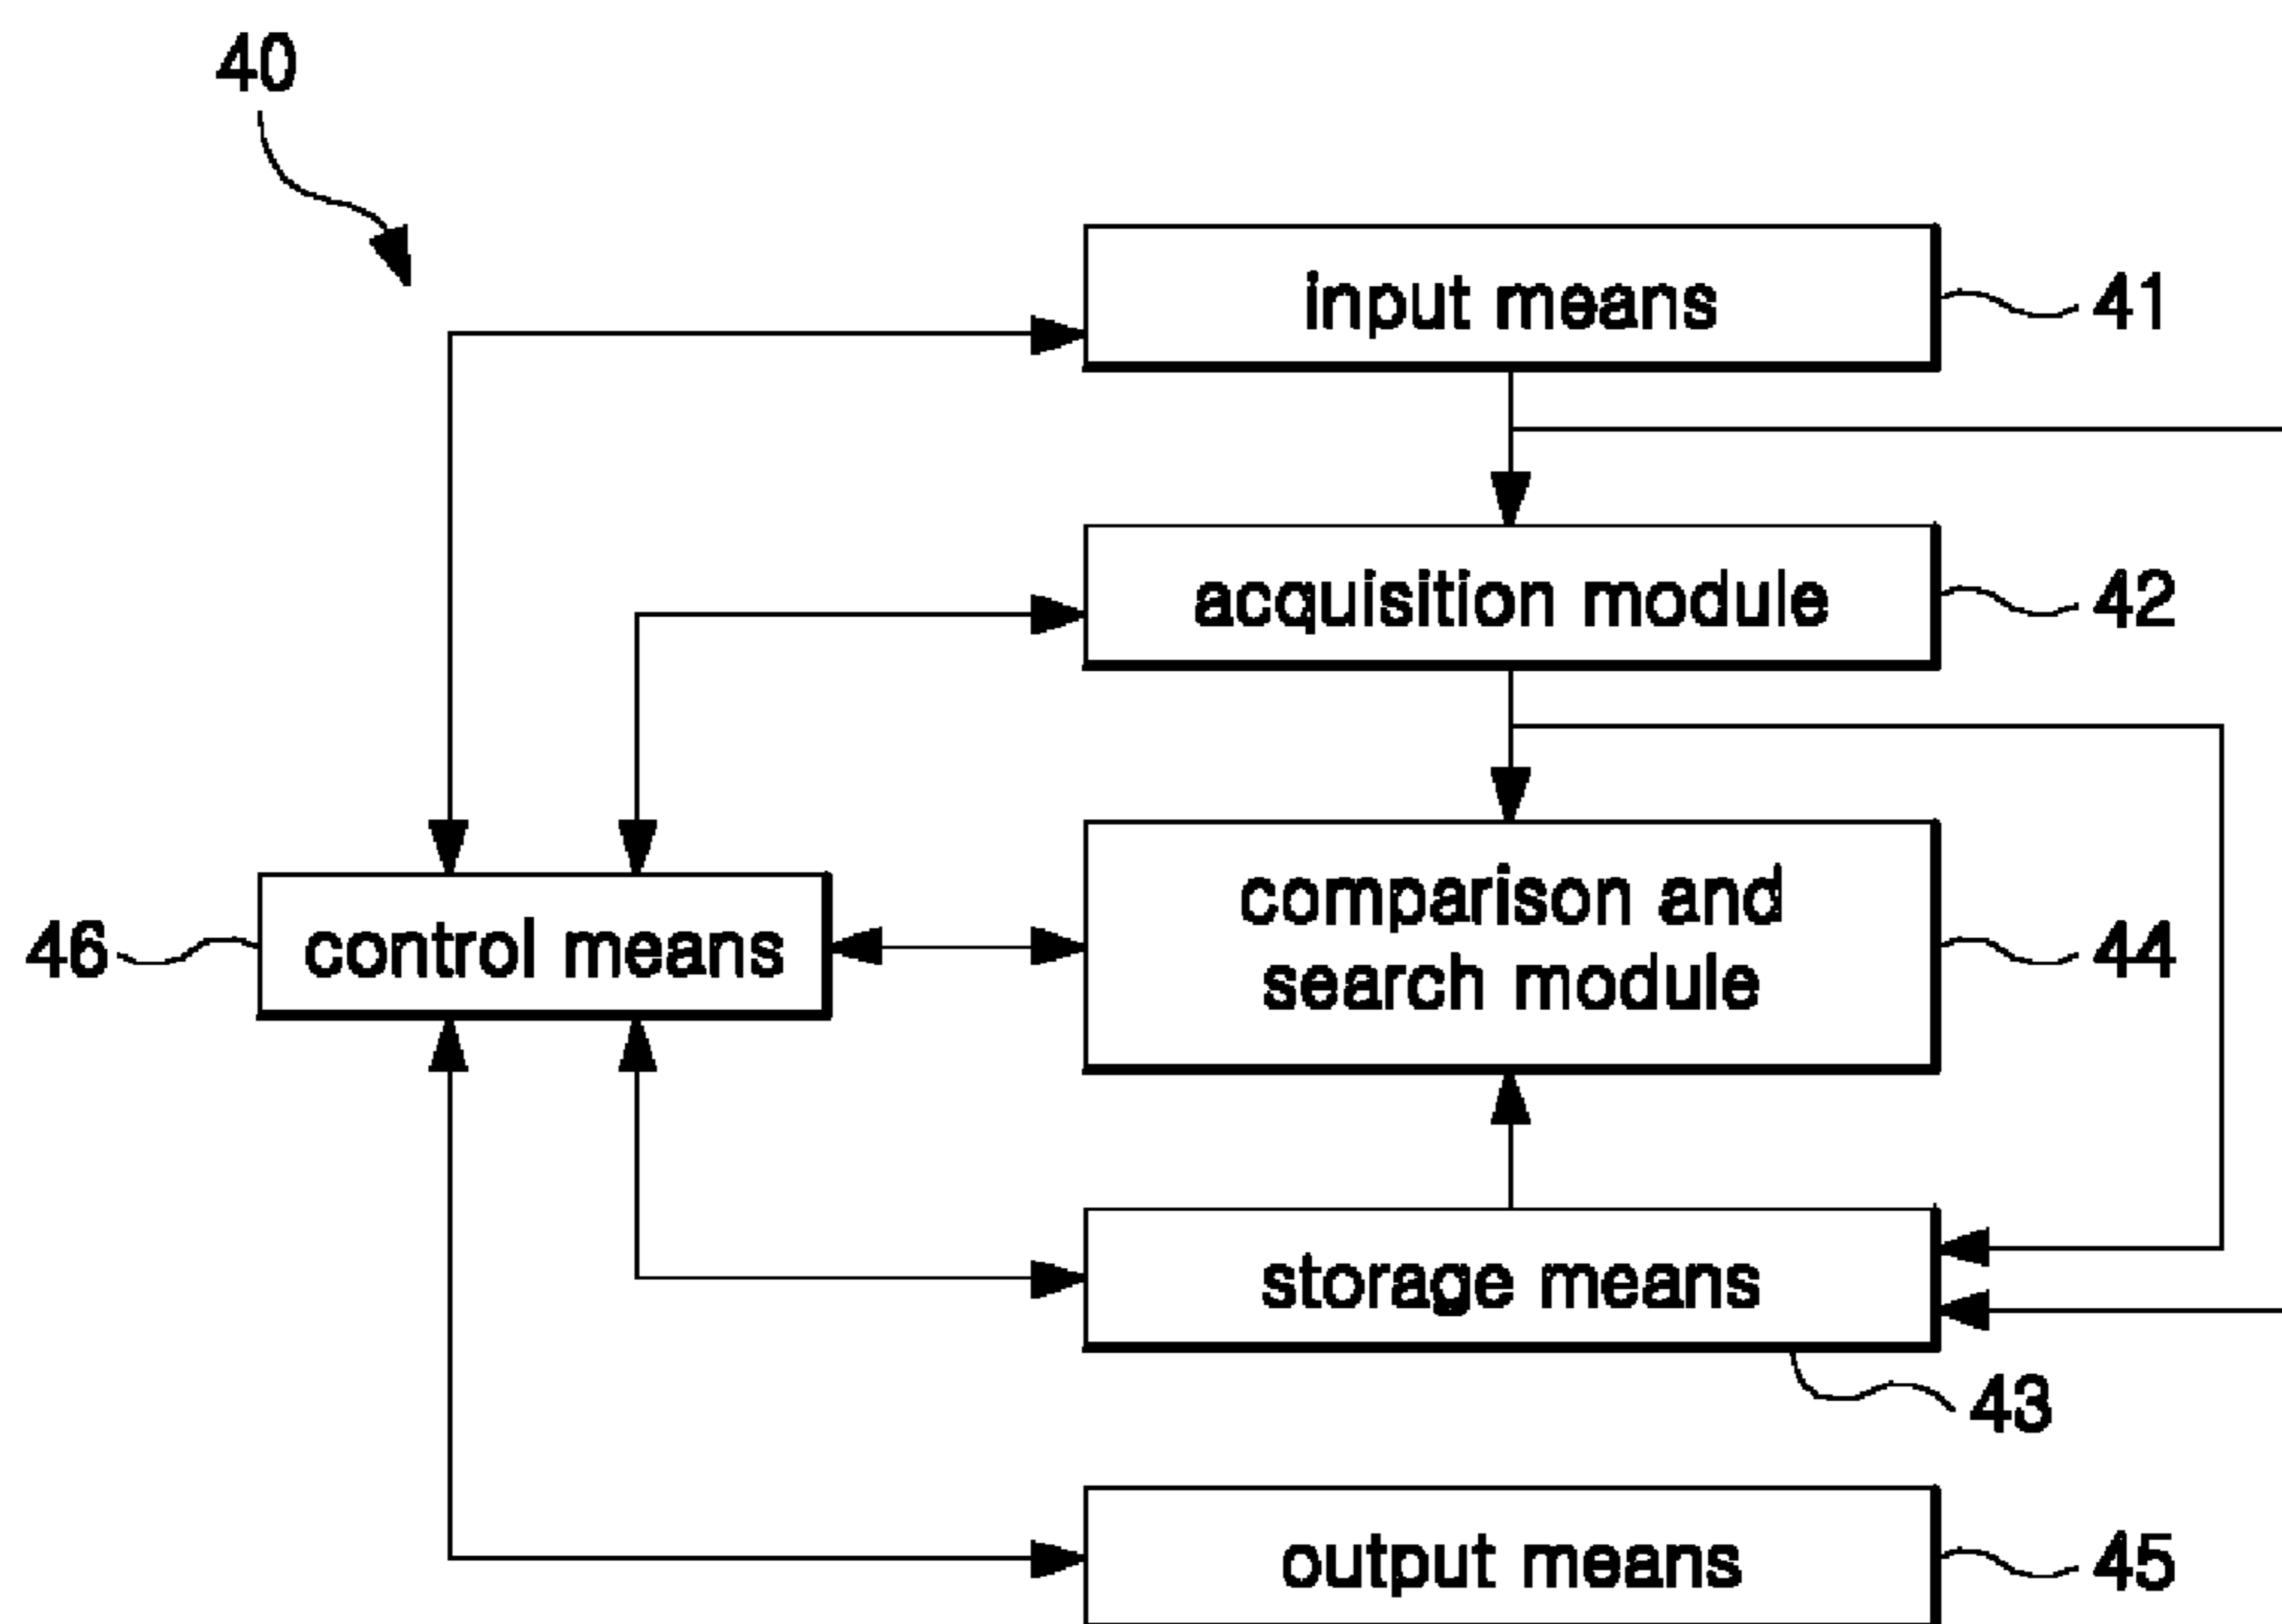 40
input means
41
acquisition module
42
comparison and
search module
44
46
control means
storage means
43
output means
45